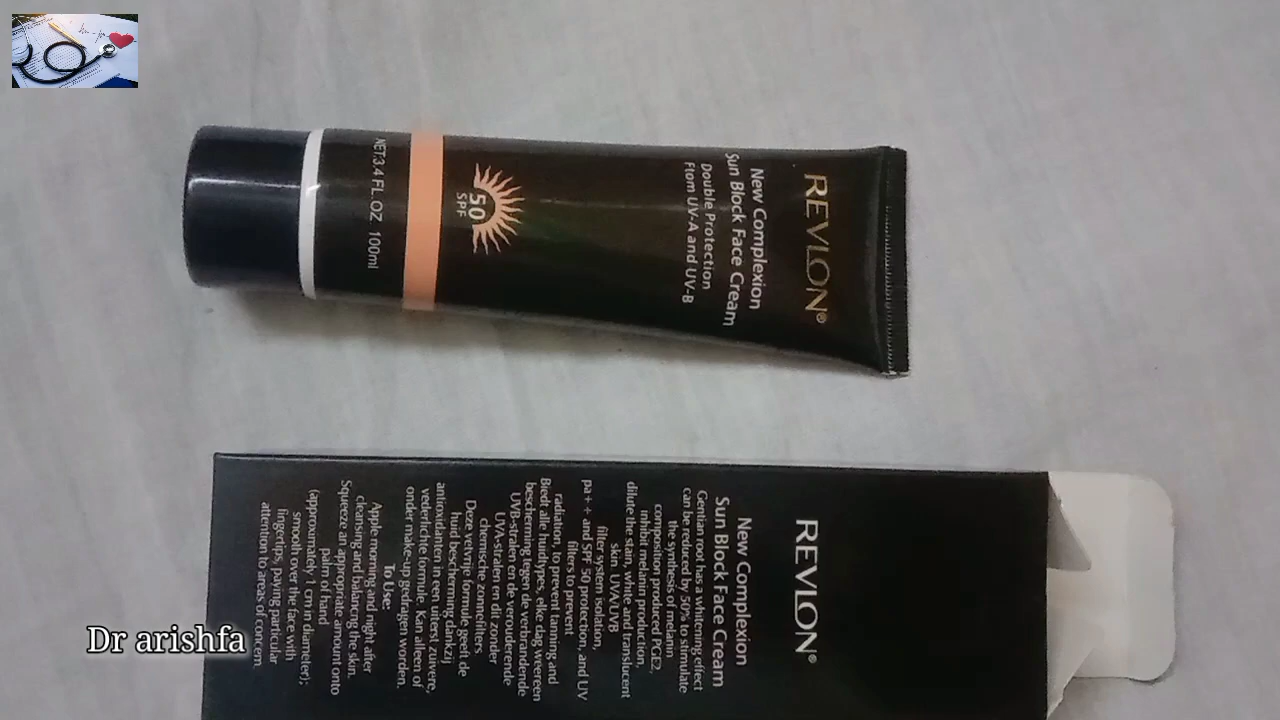 REVLON®
New Complexion
Sun Block Face Cream
Double Protection
From UV-A and UV-B
50
SPF
NET3.4 FL.OZ 100ml
REVLON®
New Complexion
Sun Block Face Cream
Gentian root has a whitening effect
can be reduced by 50% to stimulate
the synthesis of melanin
composition produced PGE2,
inhibit melanin production,
dilute the stain, white and translucent
skin. UVA UVB
filter system isolation,
pa++ and SPF 50 protection, and UV
filters to prevent
radiation, to prevent tanning and
Biedt alle huidtypes, elke dag weereen
bescherming tegen de verbrandende
UVB-stralen en de verouderende
UVA-stralen en dit zonder
chemische zonnefilters
Deze vetvrije formule geeft de
huid bescherming dankzij
antioxidanten in een uiterst zuivere,
vederlichte formule. Kan alleen of
onder make-up gedragen worden.
To Use:
Apple morning and night after
cleansing and balancing the skin.
Squeeze an appropriate amount onto
palm of hard
(approximately 1 cm in diameter);
smooth over the face with
fingertips, paying particular
attention to areas of concern.
Dr arishfa